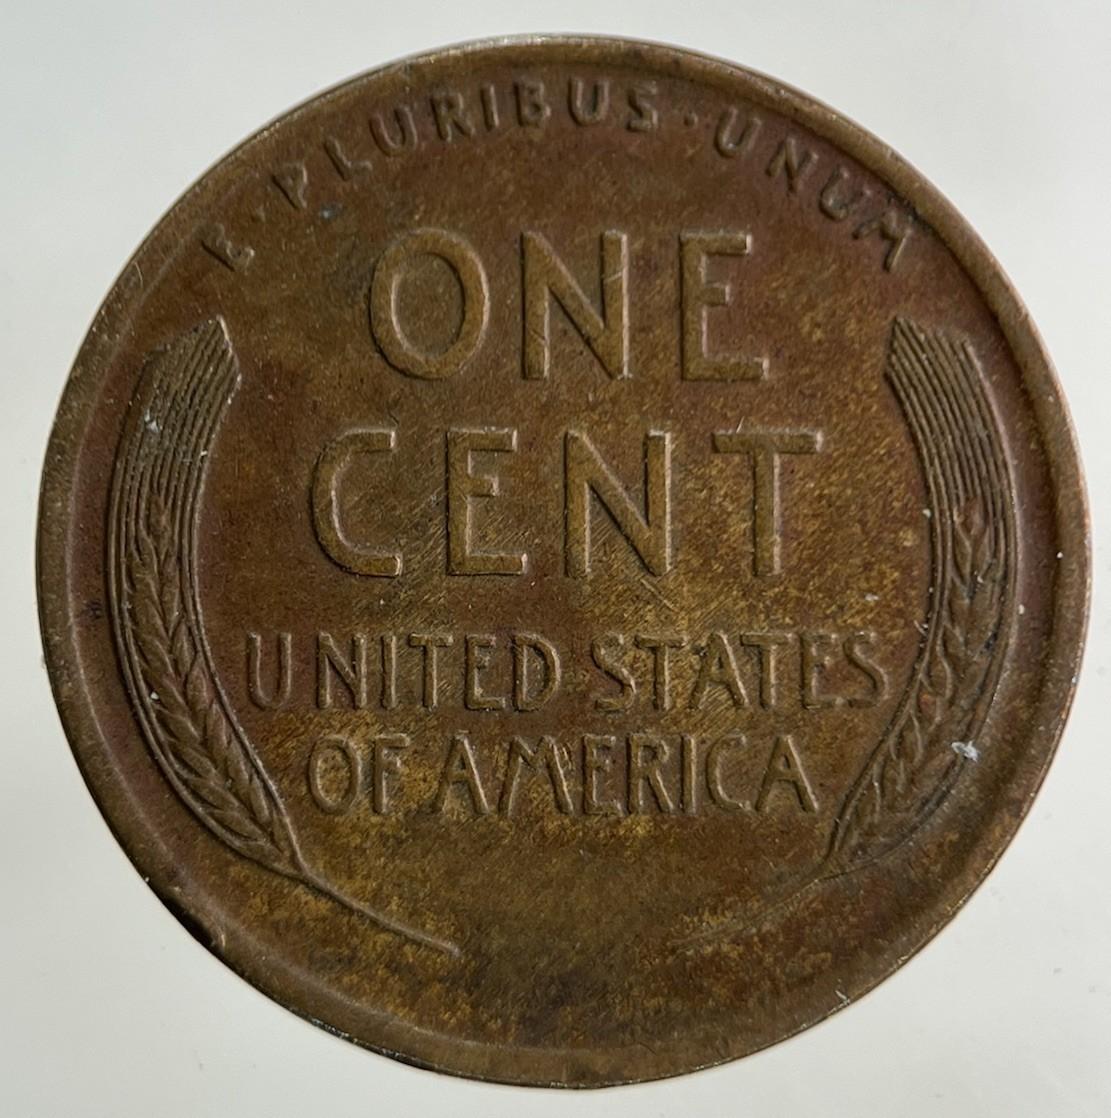 E·PLURIBUS·UNUM
ONE
CENT
UNITED STATES
OF AMERICA